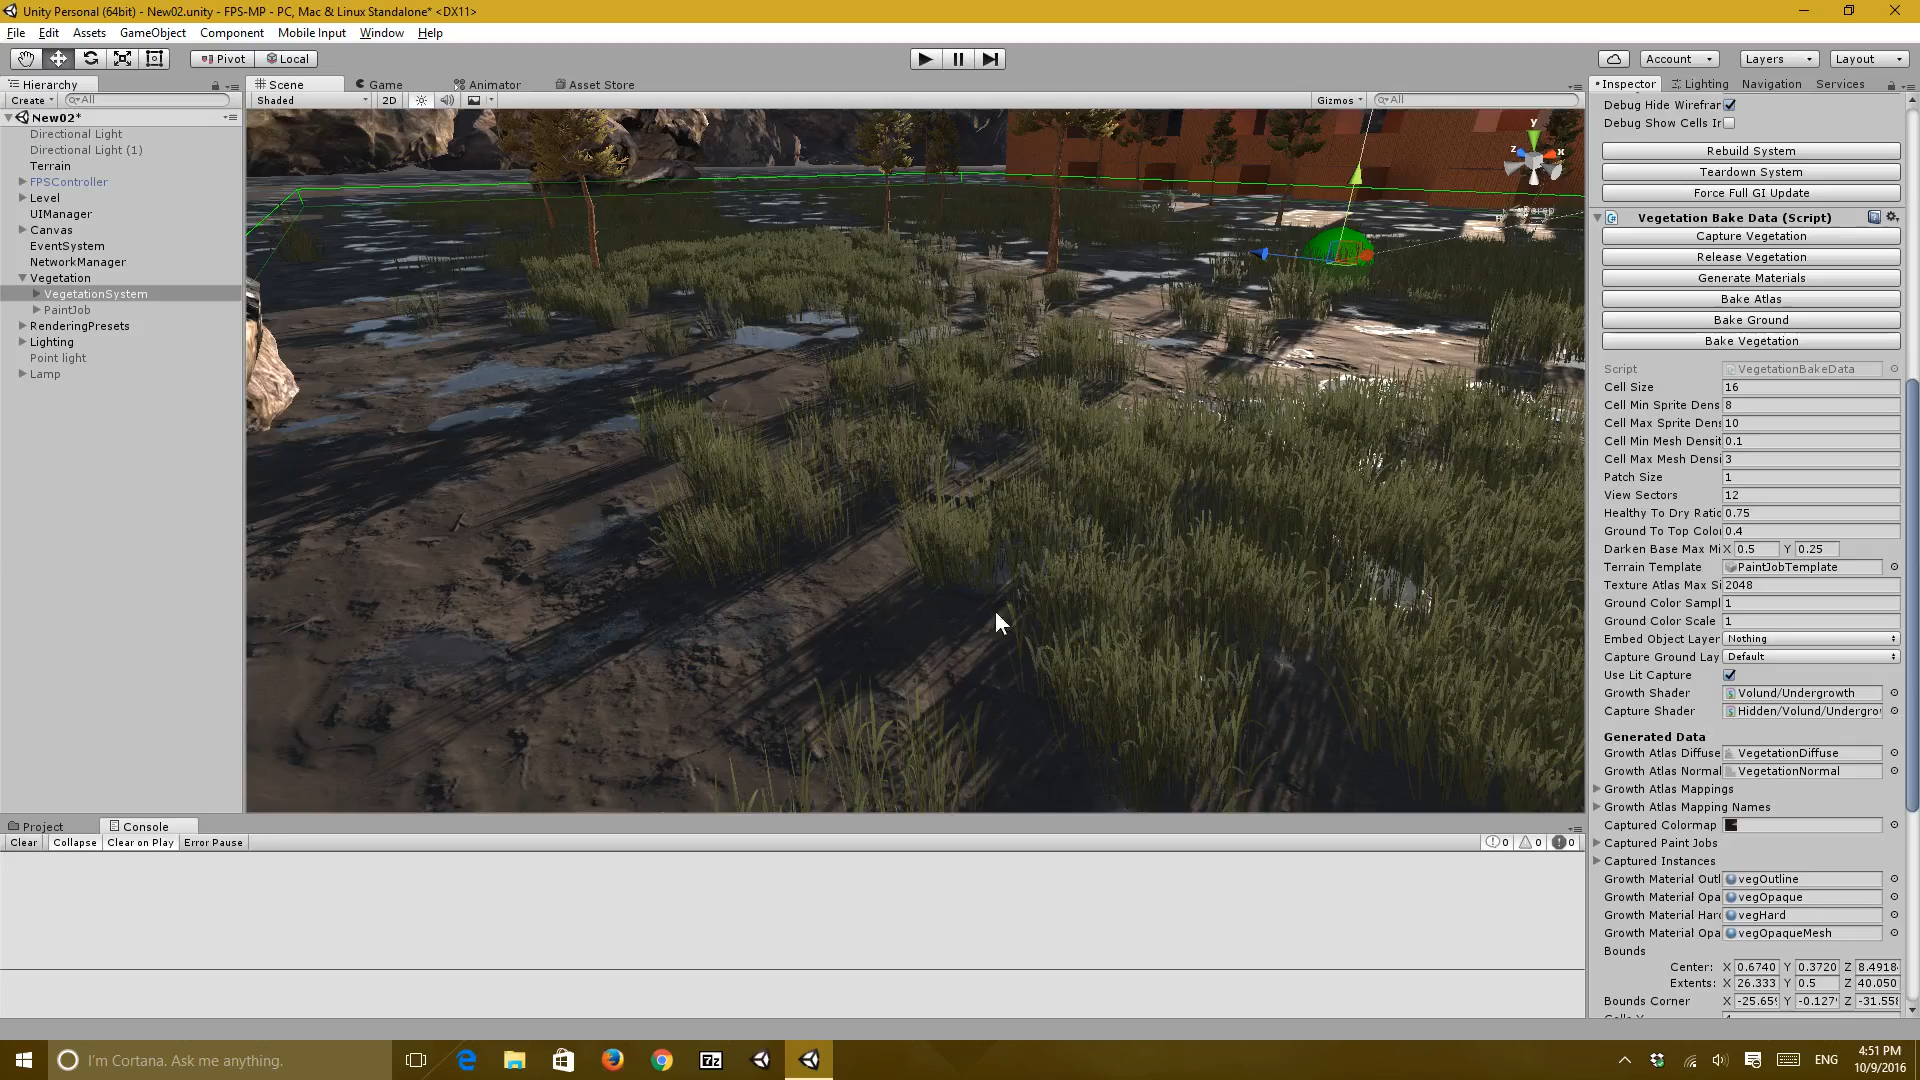 Unity Personal (64bit) - New02.unity - FPS-MP - PC, Mac & Linux Standalone* <DX11>
File Edit Assets GameObject Component Mobile Input Window Help
Pivot Local Account Layers Layout
Hierarchy Scene Game Animator Asset Store Inspector Lighting Navigation Services
Create All Shaded 2D Gizmos All
New02*
Directional Light
Directional Light (1)
Terrain
FPSController
Level
UIManager
Canvas
EventSystem
NetworkManager
Vegetation
VegetationSystem
PaintJob
RenderingPresets
Lighting
Point light
Lamp
y
z x
Persp
Debug Hide Wirefrar
Debug Show Cells Ir
Rebuild System
Teardown System
Force Full GI Update
Vegetation Bake Data (Script)
Capture Vegetation
Release Vegetation
Generate Materials
Bake Atlas
Bake Ground
Bake Vegetation
Script VegetationBakeData
Cell Size 16
Cell Min Sprite Dens 8
Cell Max Sprite Den: 10
Cell Min Mesh Densit 0.1
Cell Max Mesh Densi 3
Patch Size 1
View Sectors 12
Healthy To Dry Ratic 0.75
Ground To Top Coloi 0.4
Darken Base Max Mi X 0.5 Y 0.25
Terrain Template PaintJobTemplate
Texture Atlas Max Si 2048
Ground Color Sampl 1
Ground Color Scale 1
Embed Object Layer Nothing
Capture Ground Lay Default
Use Lit Capture
Growth Shader Volund/Undergrowth
Capture Shader Hidden/Volund/Undergro
Generated Data
Growth Atlas Diffuse VegetationDiffuse
Growth Atlas Normal VegetationNormal
Growth Atlas Mappings
Growth Atlas Mapping Names
Captured Colormap
Captured Paint Jobs
Captured Instances
Growth Material Outl vegOutline
Growth Material Opa vegOpaque
Growth Material Harc vegHard
Growth Material Opa vegOpaqueMesh
Bounds
Center: X 0.6740 Y 0.3720 Z 8.4918
Extents: X 26.333 Y 0.5 Z 40.050
Bounds Corner X -25.65 Y -0.127 Z -31.55
Project Console
Clear Collapse Clear on Play Error Pause 0 0 0
I'm Cortana. Ask me anything.
7z
ENG
4:51 PM
10/9/2016